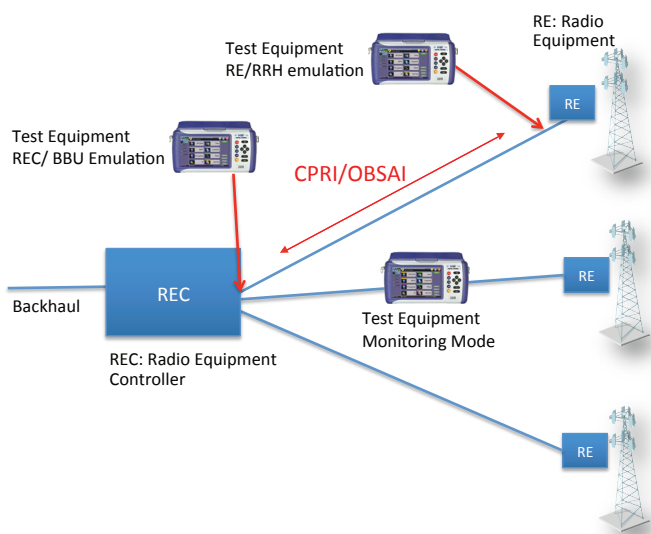 Test Equipment
RE/RRH emulation
RE: Radio
Equipment
RE
Test Equipment
REC/ BBU Emulation
CPRI/OBSAI
REC
RE
Backhaul
Test Equipment
Monitoring Mode
REC: Radio Equipment
Controller
RE